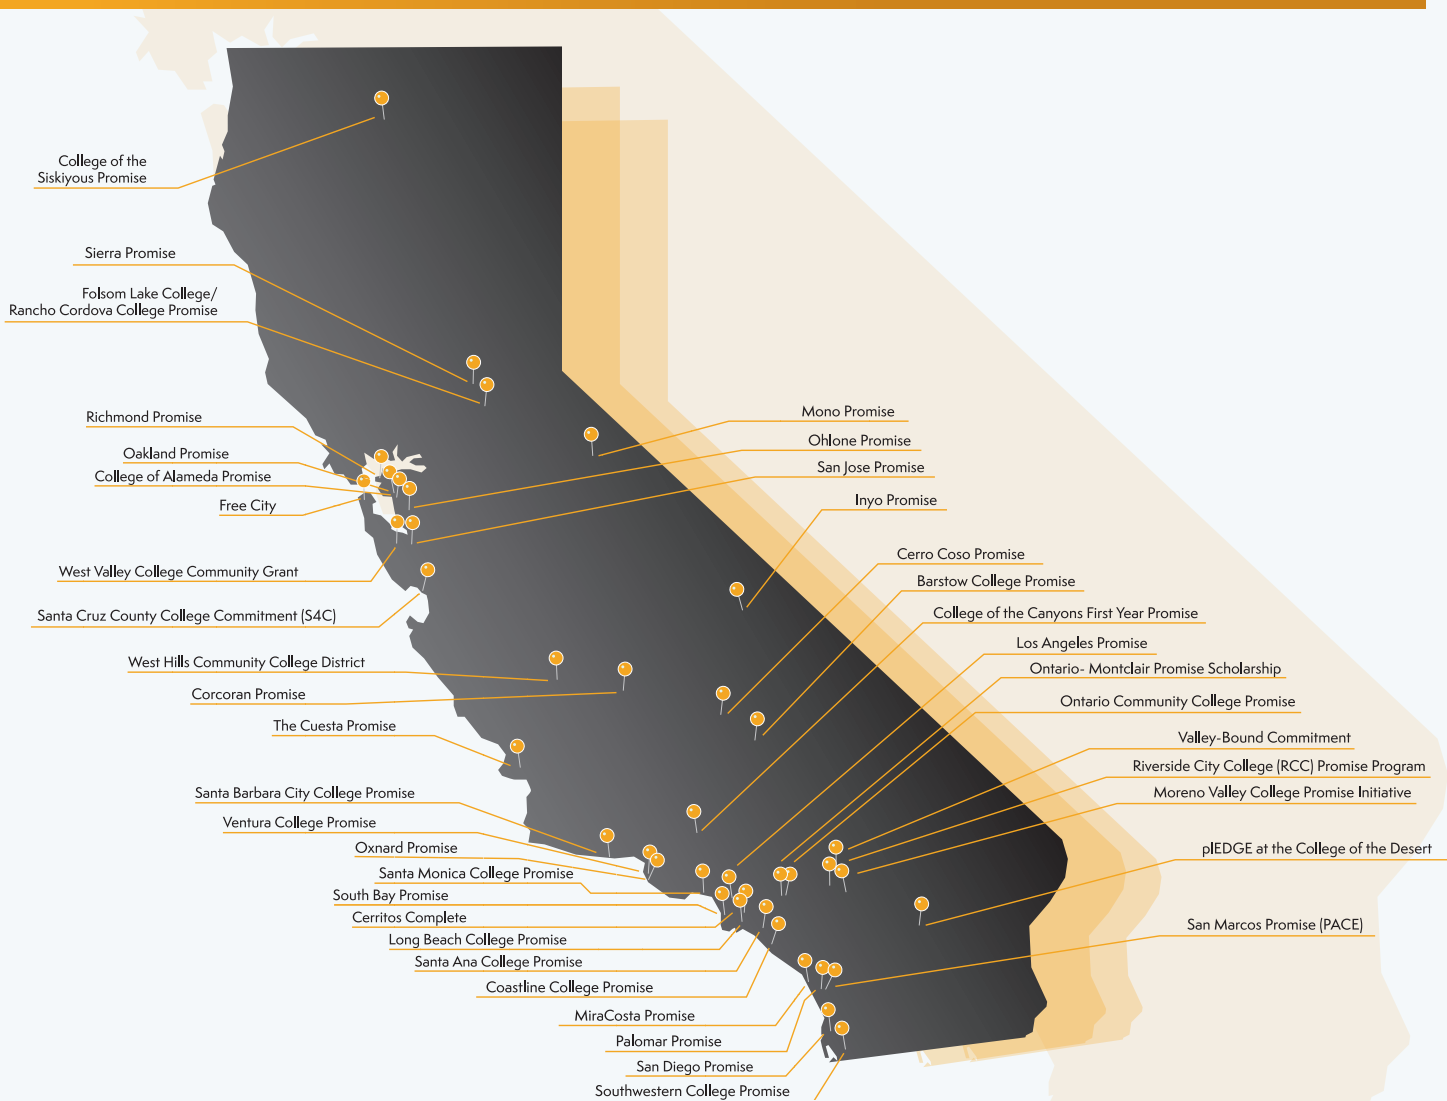 College of the
Siskiyous Promise
Sierra Promise
Folsom Lake College/
Rancho Cordova College Promise
Richmond Promise
Oakland Promise
College of Alameda Promise
Free City
West Valley College Community Grant
Santa Cruz County College Commitment (S4C)
West Hills Community College District
Corcoran Promise
The Cuesta Promise
Santa Barbara City College Promise
Ventura College Promise
Oxnard Promise
Santa Monica College Promise
South Bay Promise
Cerritos Complete
Long Beach College Promise
Santa Ana College Promise
Coastline College Promise
MiraCosta Promise
Palomar Promise
San Diego Promise
Southwestern College Promise
Mono Promise
Ohlone Promise
San Jose Promise
Inyo Promise
Cerro Coso Promise
Barstow College Promise
College of the Canyons First Year Promise
Los Angeles Promise
Ontario- Montclair Promise Scholarship
Ontario Community College Promise
Valley-Bound Commitment
Riverside City College (RCC) Promise Program
Moreno Valley College Promise Initiative
plEDGE at the College of the Desert
San Marcos Promise (PACE)